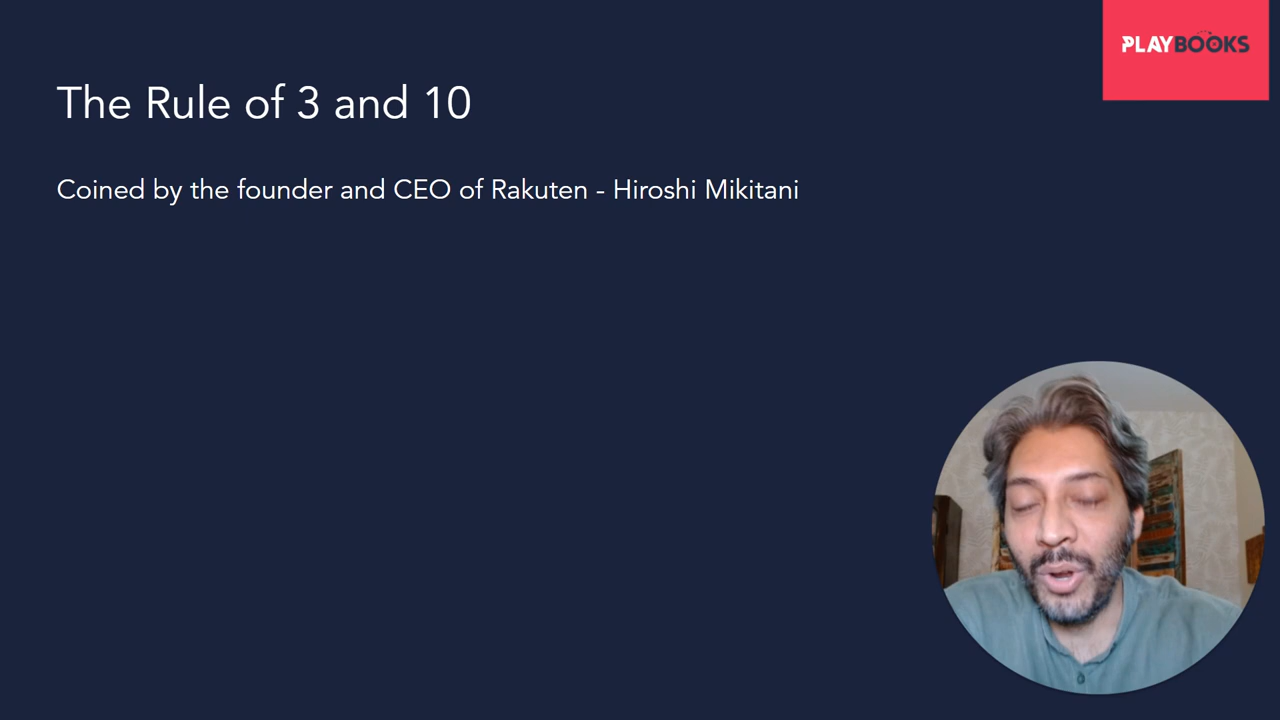 PLAYBOOKS
The Rule of 3 and 10
Coined by the founder and CEO of Rakuten - Hiroshi Mikitani